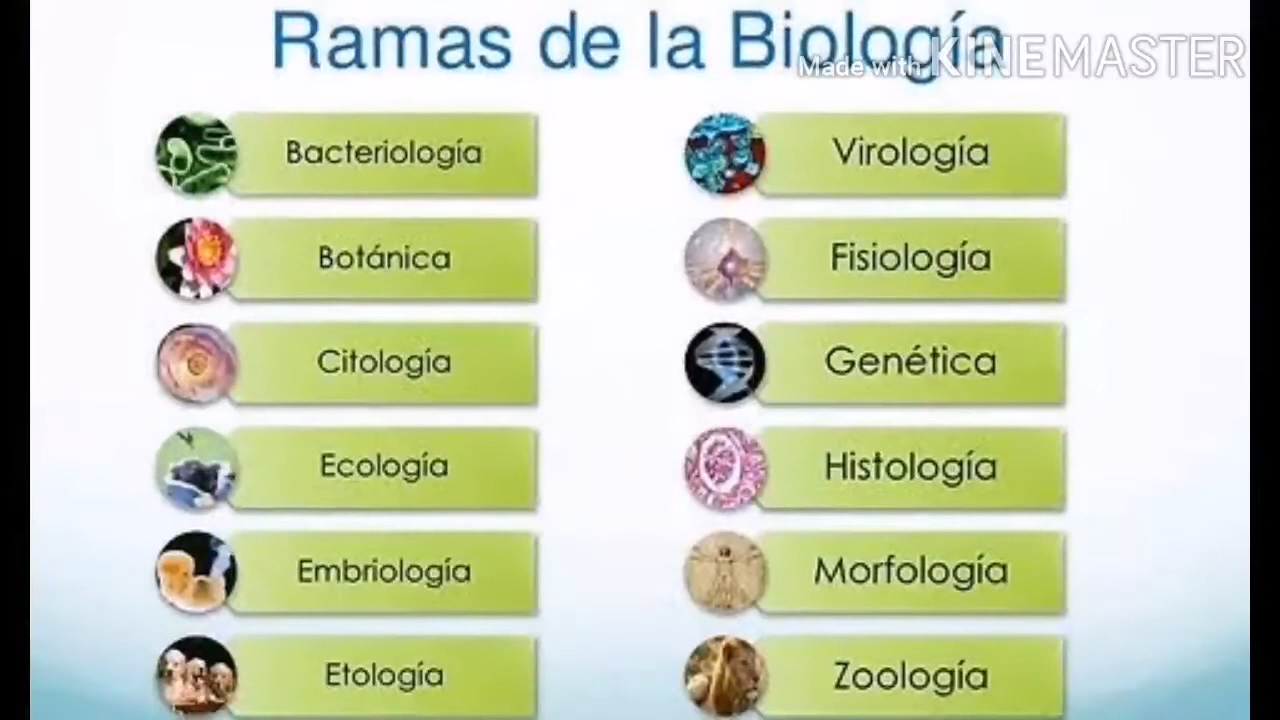 Ramas de la Biología
Made with KINEMASTER
Bacteriología
Botánica
Citología
Ecología
Embriología
Etología
Virología
Fisiología
Genética
Histología
Morfología
Zoología